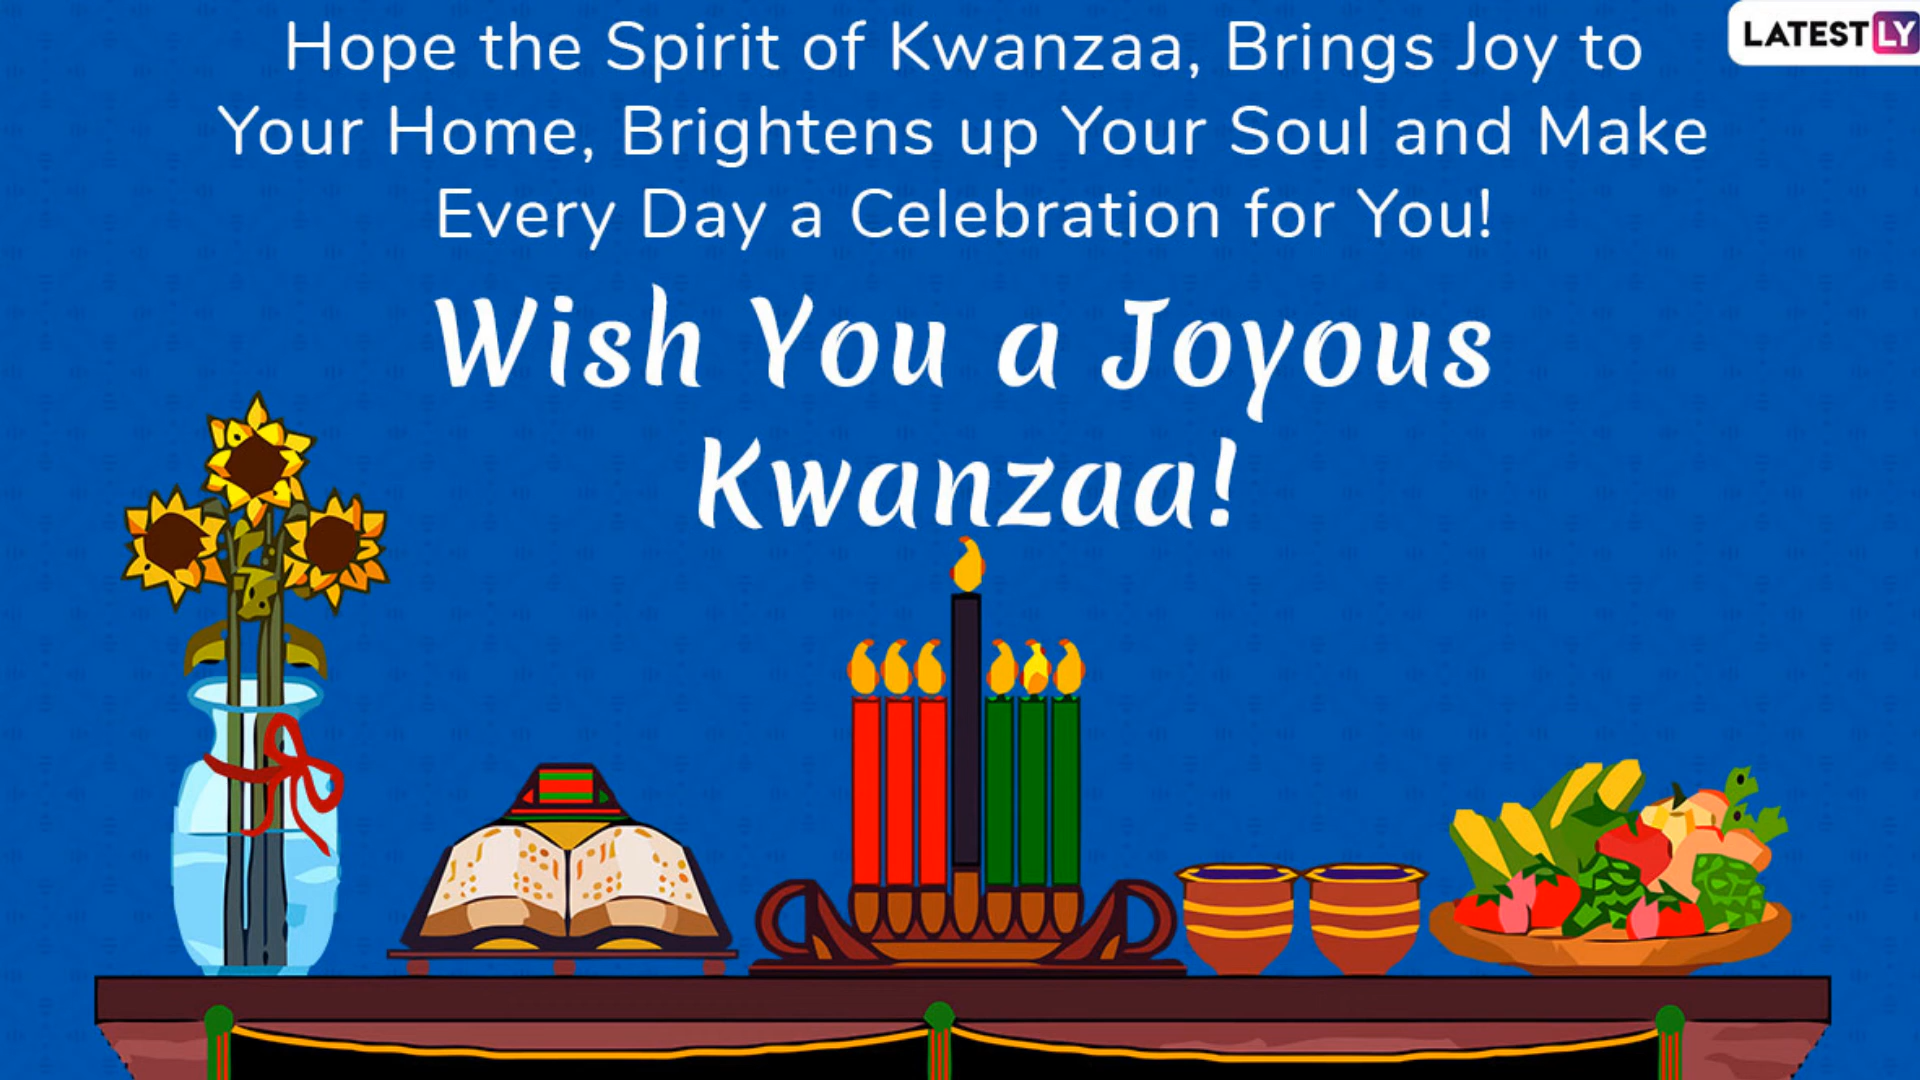 Hope the Spirit of Kwanzaa, Brings Joy to
Your Home, Brightens up Your Soul and Make
Every Day a Celebration for You!
Wish You a Joyous
Kwanzaa!
LATESTLY